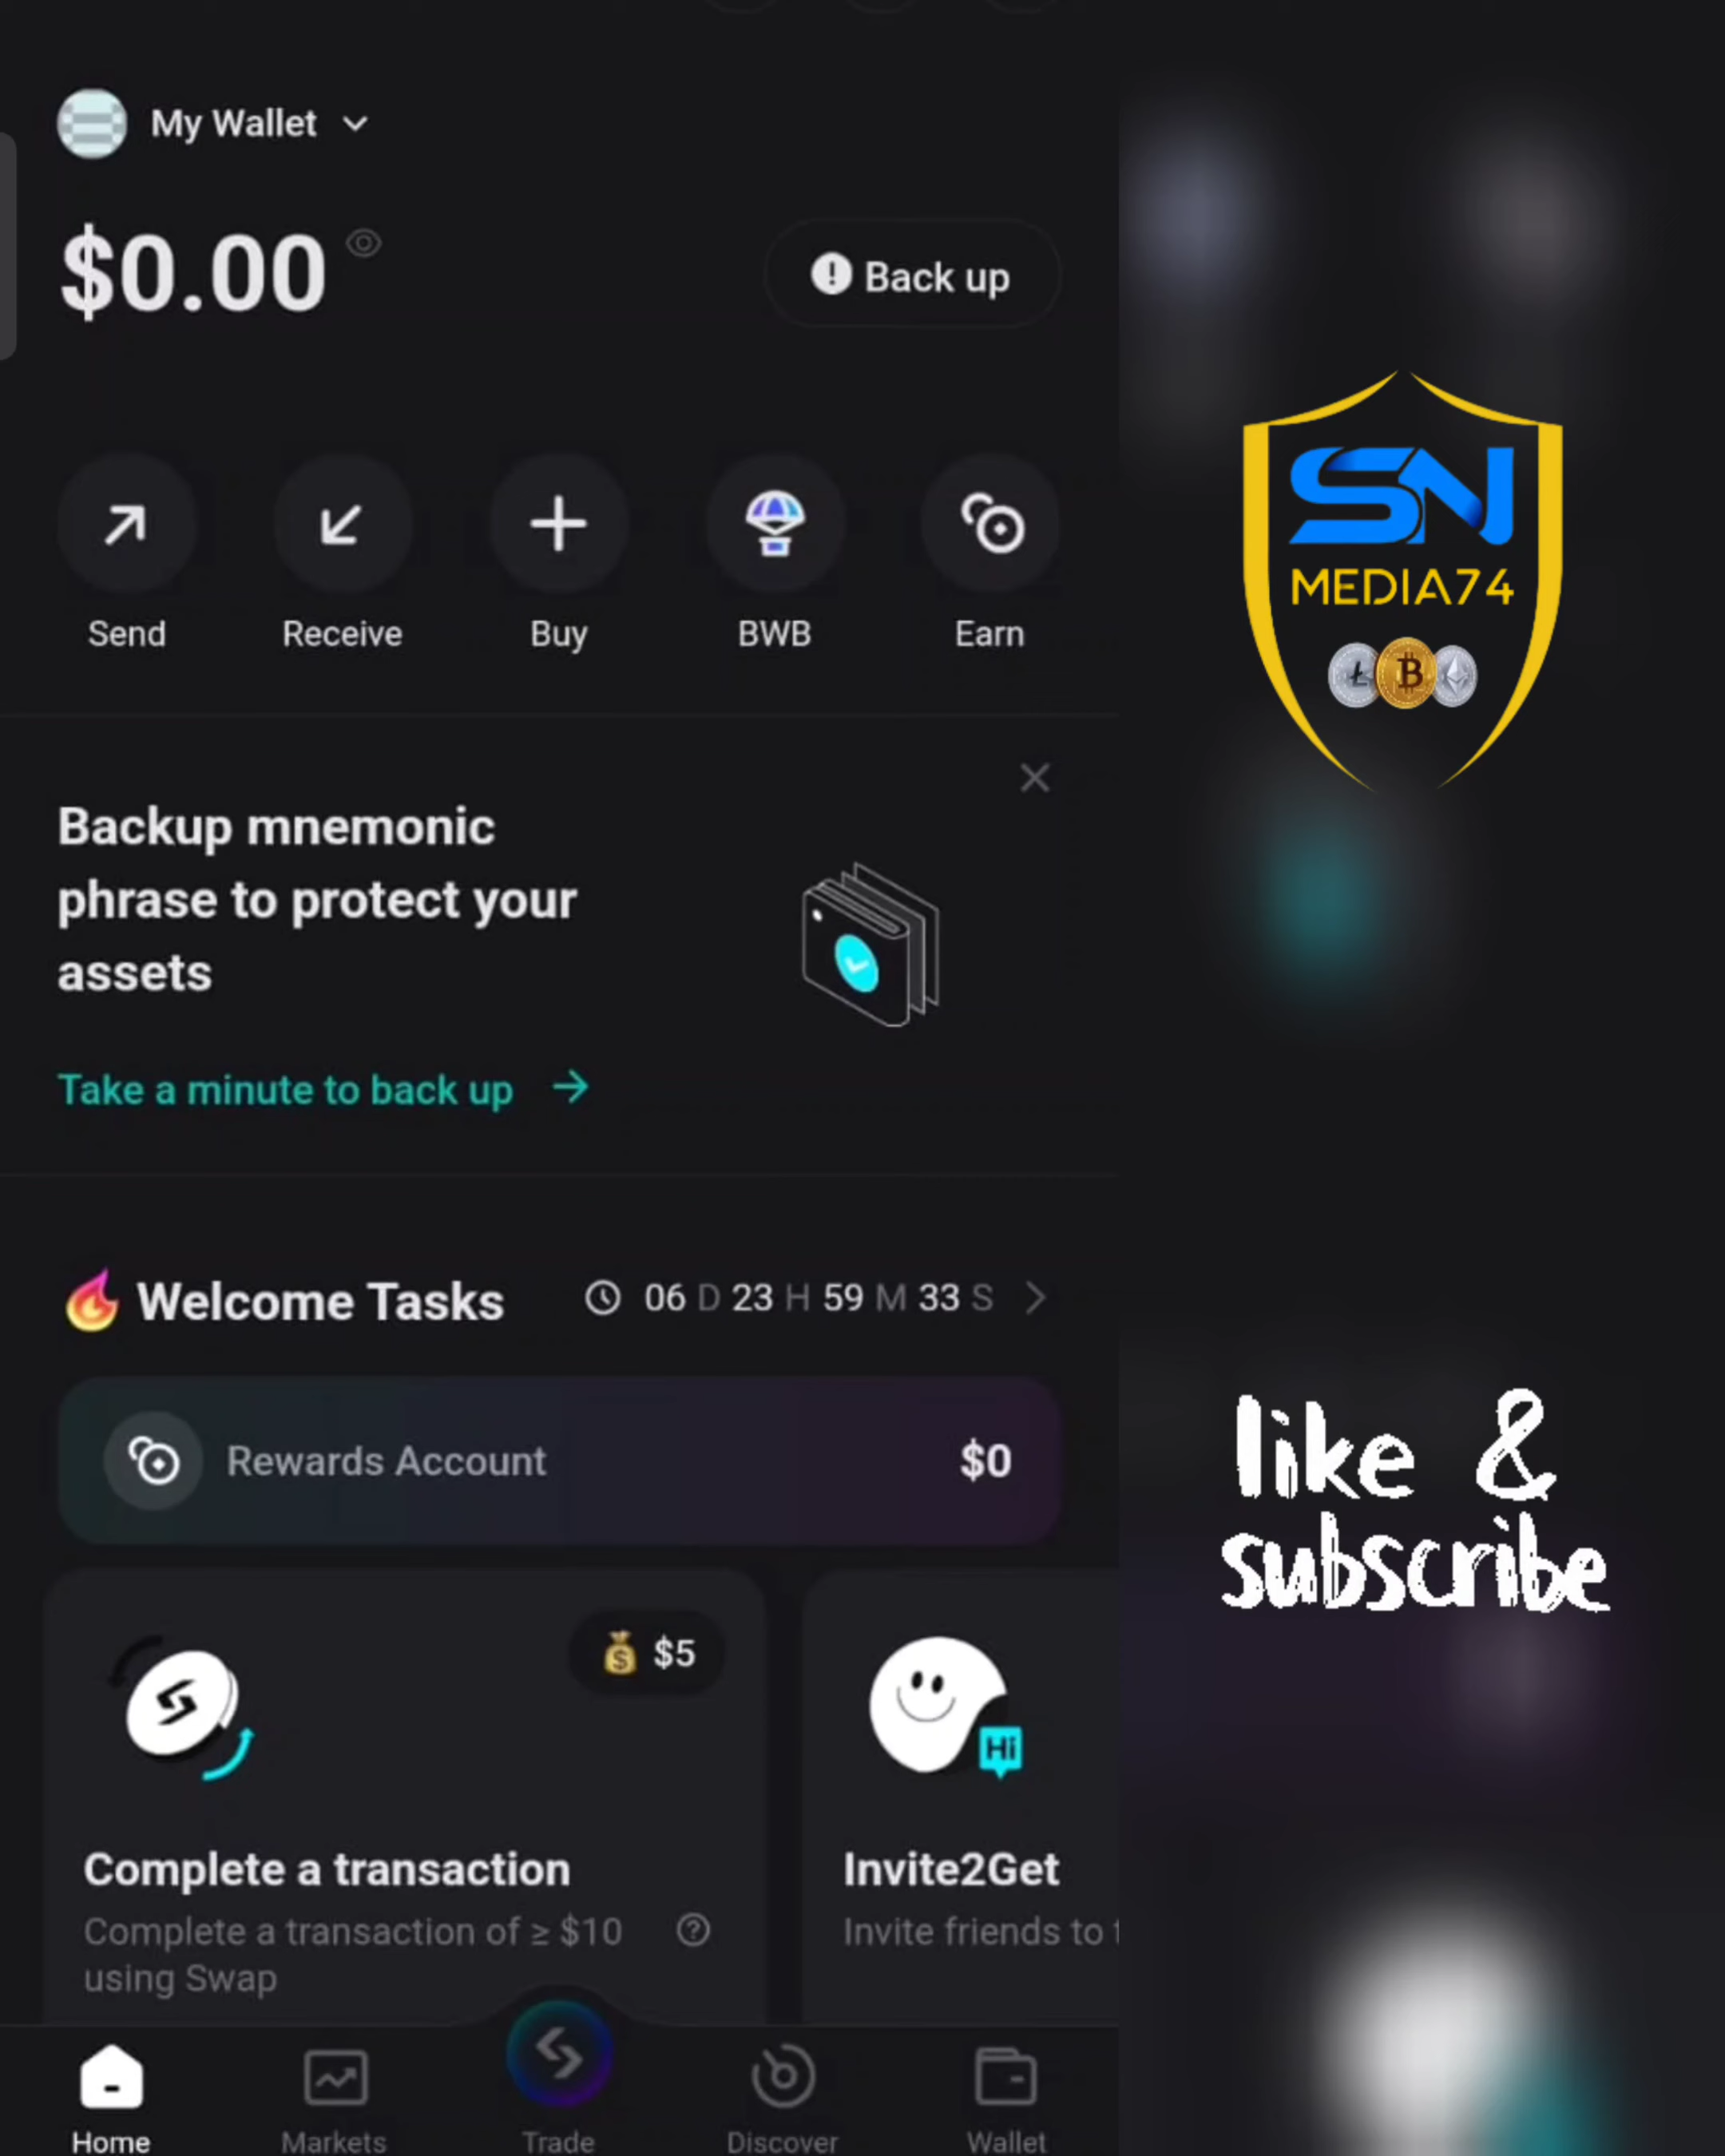 My Wallet
$0.00
Back up
Send
Receive
Buy
BWB
Earn
Backup mnemonic
phrase to protect your
assets
Take a minute to back up
Welcome Tasks
06 D 23 H 59 M 33 S
Rewards Account
$0
$5
Hi
Complete a transaction
Complete a transaction of ≥ $10
using Swap
Invite2Get
Invite friends to
Home
Markets
Trade
Discover
Wallet
SN
MEDIA74
like &
subscribe